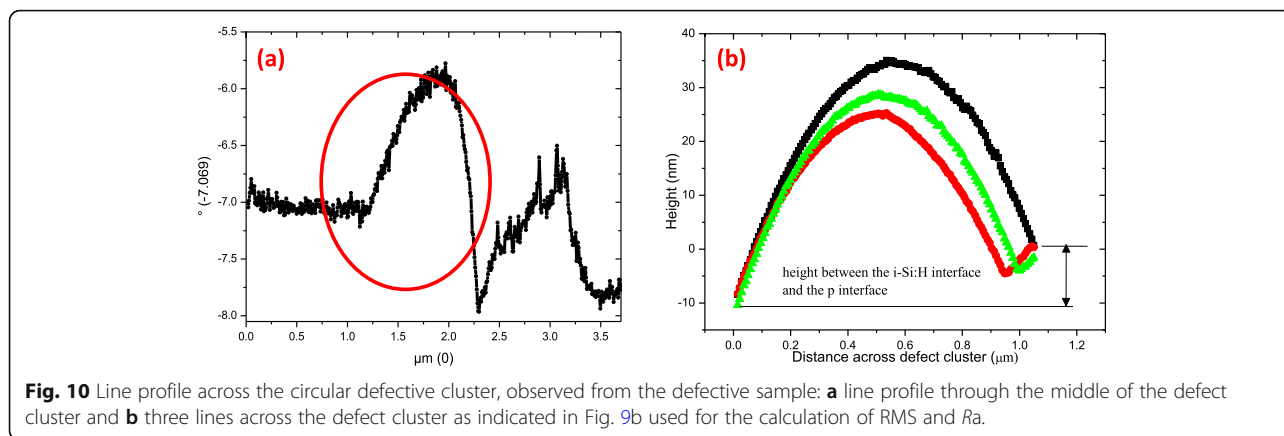 (a)
-5.5
-6.0
-6.5
-7.0
-7.5
-8.0
° (-7.069)
0.0 0.5 1.0 1.5 2.0 2.5 3.0 3.5
µm (0)
(b)
40
30
20
10
0
-10
Height (nm)
height between the i-Si:H interface
and the p interface
0.0 0.2 0.4 0.6 0.8 1.0 1.2
Distance across defect cluster (µm)
Fig. 10 Line profile across the circular defective cluster, observed from the defective sample: a line profile through the middle of the defect
cluster and b three lines across the defect cluster as indicated in Fig. 9b used for the calculation of RMS and Ra.